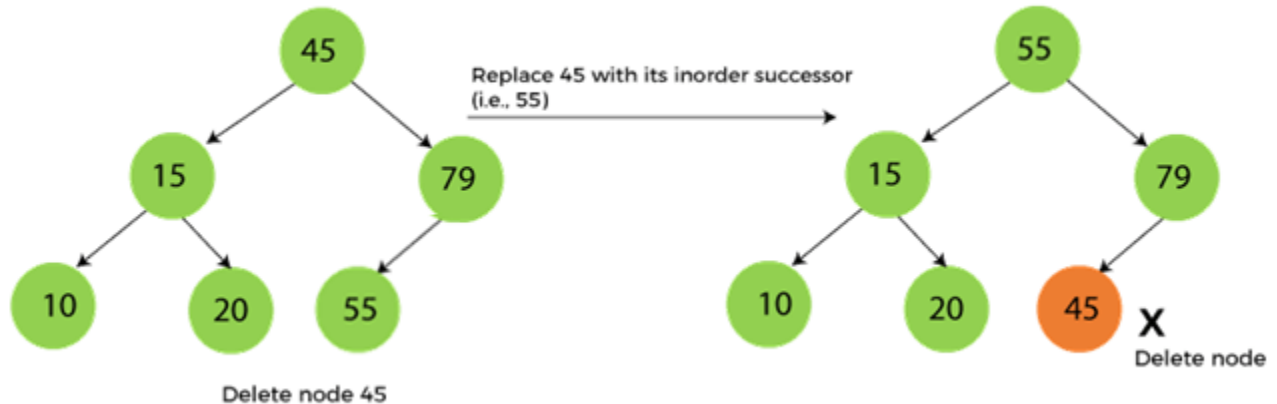 45
55
Replace 45 with its inorder successor
(i.e., 55)
15
79
15
79
10
20
55
10
20
45
X
Delete node
Delete node 45